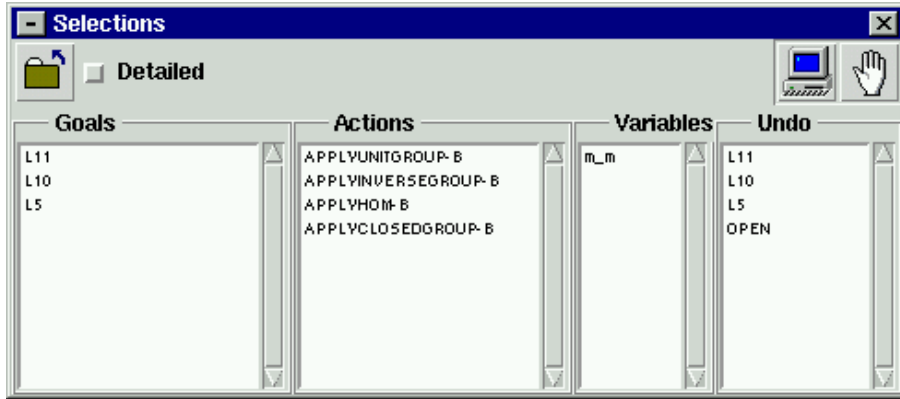 Selections
Detailed
Goals Actions Variables Undo
L11 APPLYUNITGROUP-B m_m L11
L10 APPLYINVERSEGROUP-B L10
L5 APPLYHOM-B L5
APPLYCLOSEDGROUP-B OPEN